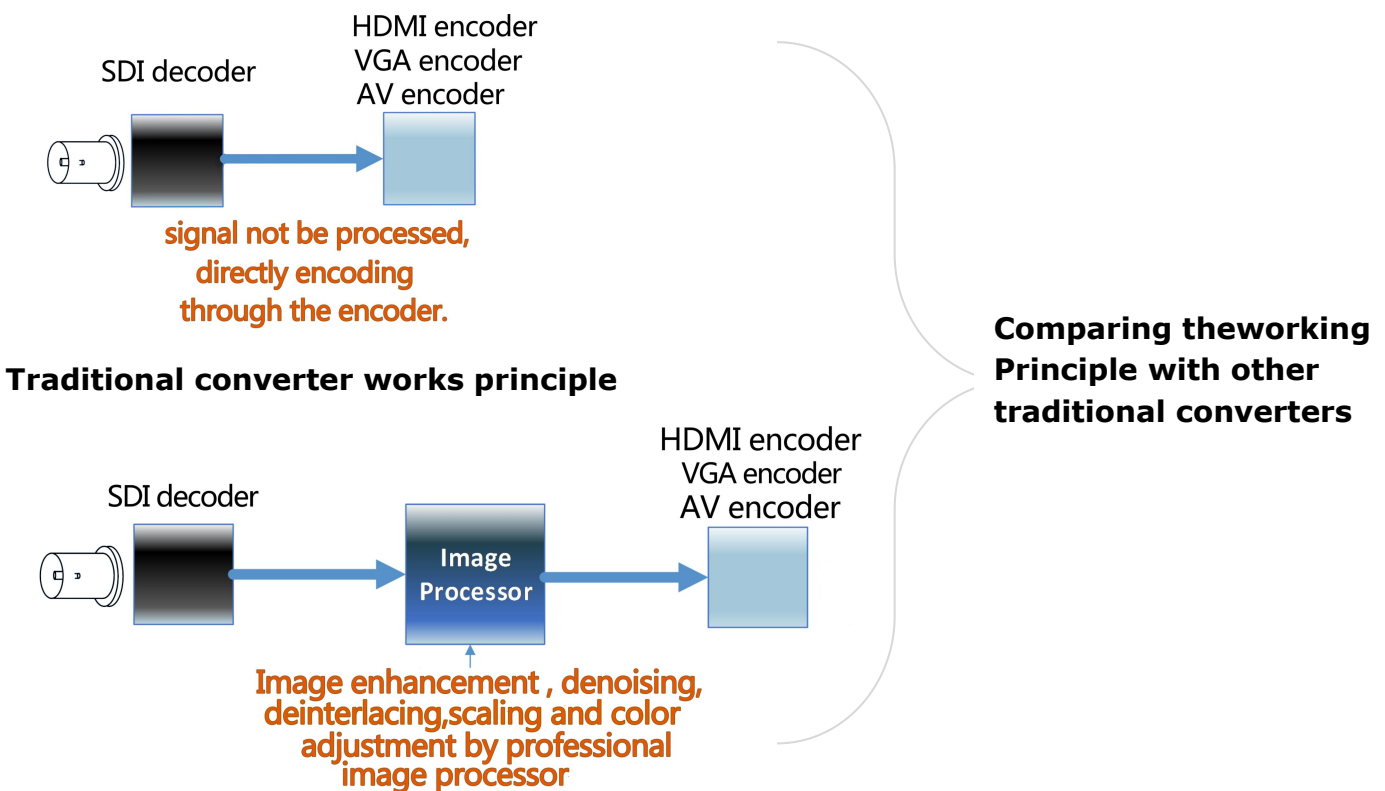 HDMI encoder
VGA encoder
AV encoder
SDI decoder
signal not be processed,
directly encoding
through the encoder.
Traditional converter works principle
Comparing theworking
Principle with other
traditional converters
HDMI encoder
VGA encoder
AV encoder
SDI decoder
Image
Processor
Image enhancement , denoising,
deinterlacing,scaling and color
adjustment by professional
image processor